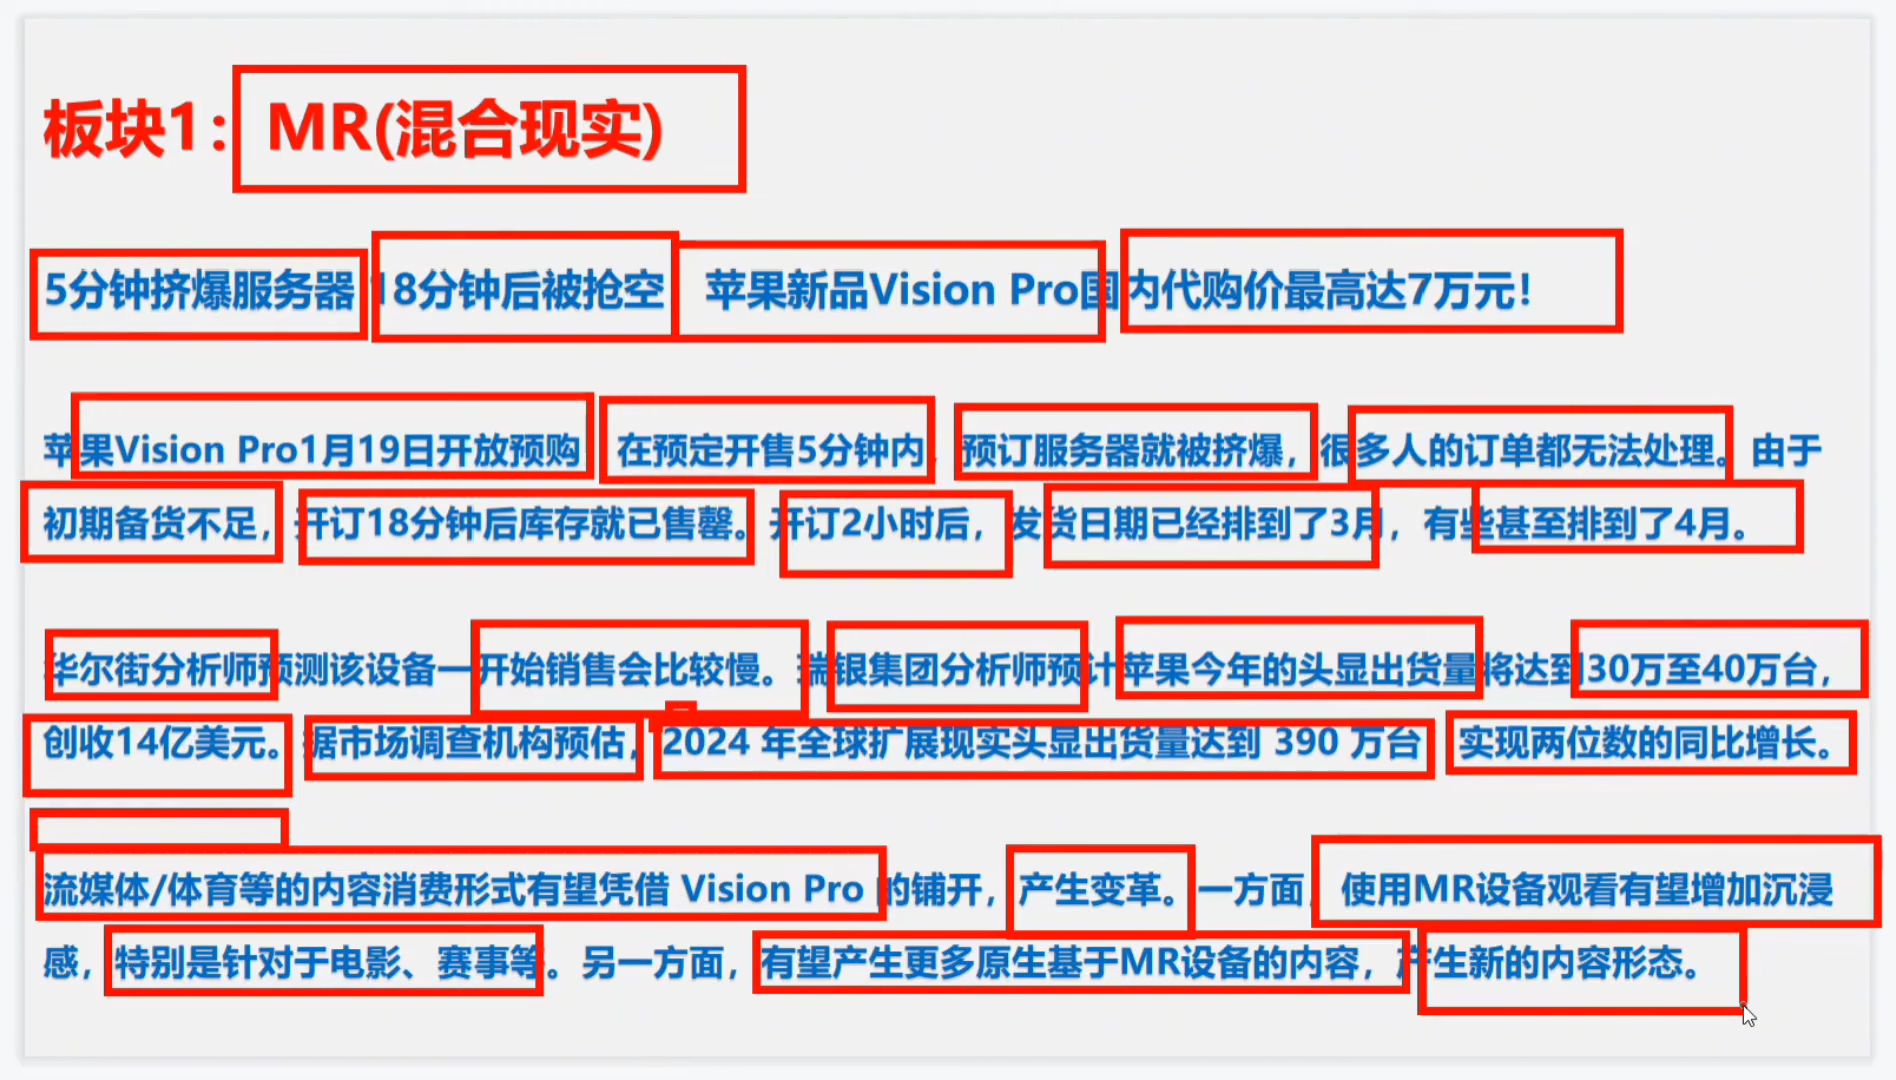 板块1：MR(混合现实)
5分钟挤爆服务器 18分钟后被抢空 苹果新品Vision Pro国内代购价最高达7万元！
苹果Vision Pro1月19日开放预购，在预定开售5分钟内，预订服务器就被挤爆，很多人的订单都无法处理。由于
初期备货不足，开订18分钟后库存就已售罄。开订2小时后，发货日期已经排到了3月，有些甚至排到了4月。
华尔街分析师预测该设备一开始销售会比较慢。瑞银集团分析师预计苹果今年的头显出货量将达到30万至40万台，
创收14亿美元。据市场调查机构预估，2024 年全球扩展现实头显出货量达到 390 万台，实现两位数的同比增长。
流媒体/体育等的内容消费形式有望凭借 Vision Pro 的铺开，产生变革。一方面，使用MR设备观看有望增加沉浸
感，特别是针对于电影、赛事等。另一方面，有望产生更多原生基于MR设备的内容，产生新的内容形态。